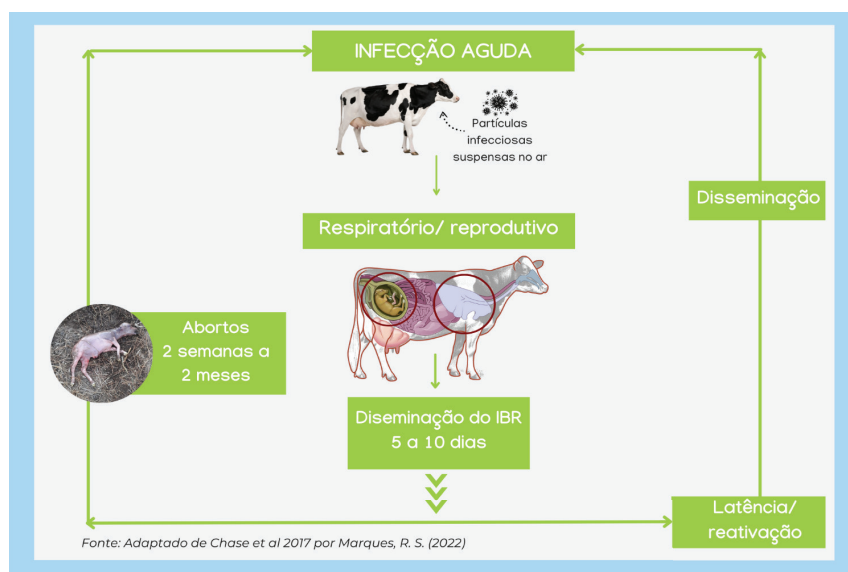 INFECÇÃO AGUDA
Partículas
infecciosas
suspensas no ar
Disseminação
Respiratório/ reprodutivo
Abortos
2 semanas a
2 meses
Diseminação do IBR
5 a 10 dias
Latência/
reativação
Fonte: Adaptado de Chase et al 2017 por Marques, R. S. (2022)